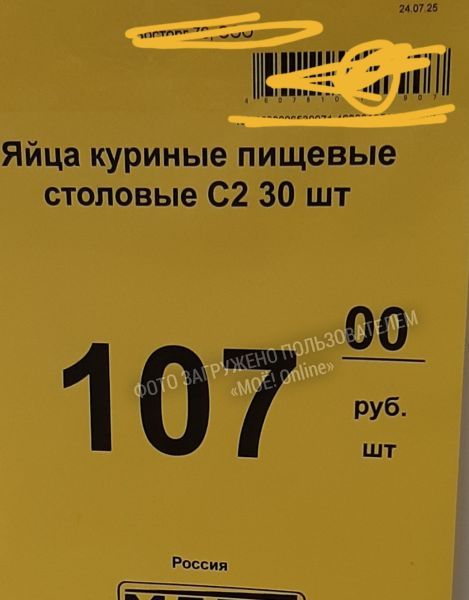 24.07.25
Яйца куриные пищевые
столовые С2 30 шт
107 00
руб.
шт
ФОТО ЗАГРУЖЕНО ПОЛЬЗОВАТЕЛЕМ
«МОЁ! Online»
Россия